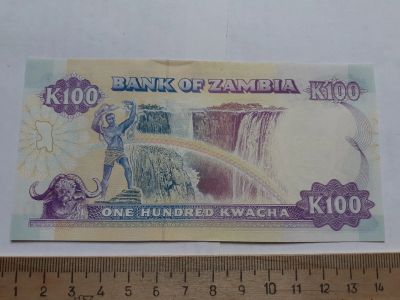 BANK OF ZAMBIA
K100 K100
ONE HUNDRED KWACHA K100
1 2 3 4 5 6 7 8 9 10 11 12 13 14